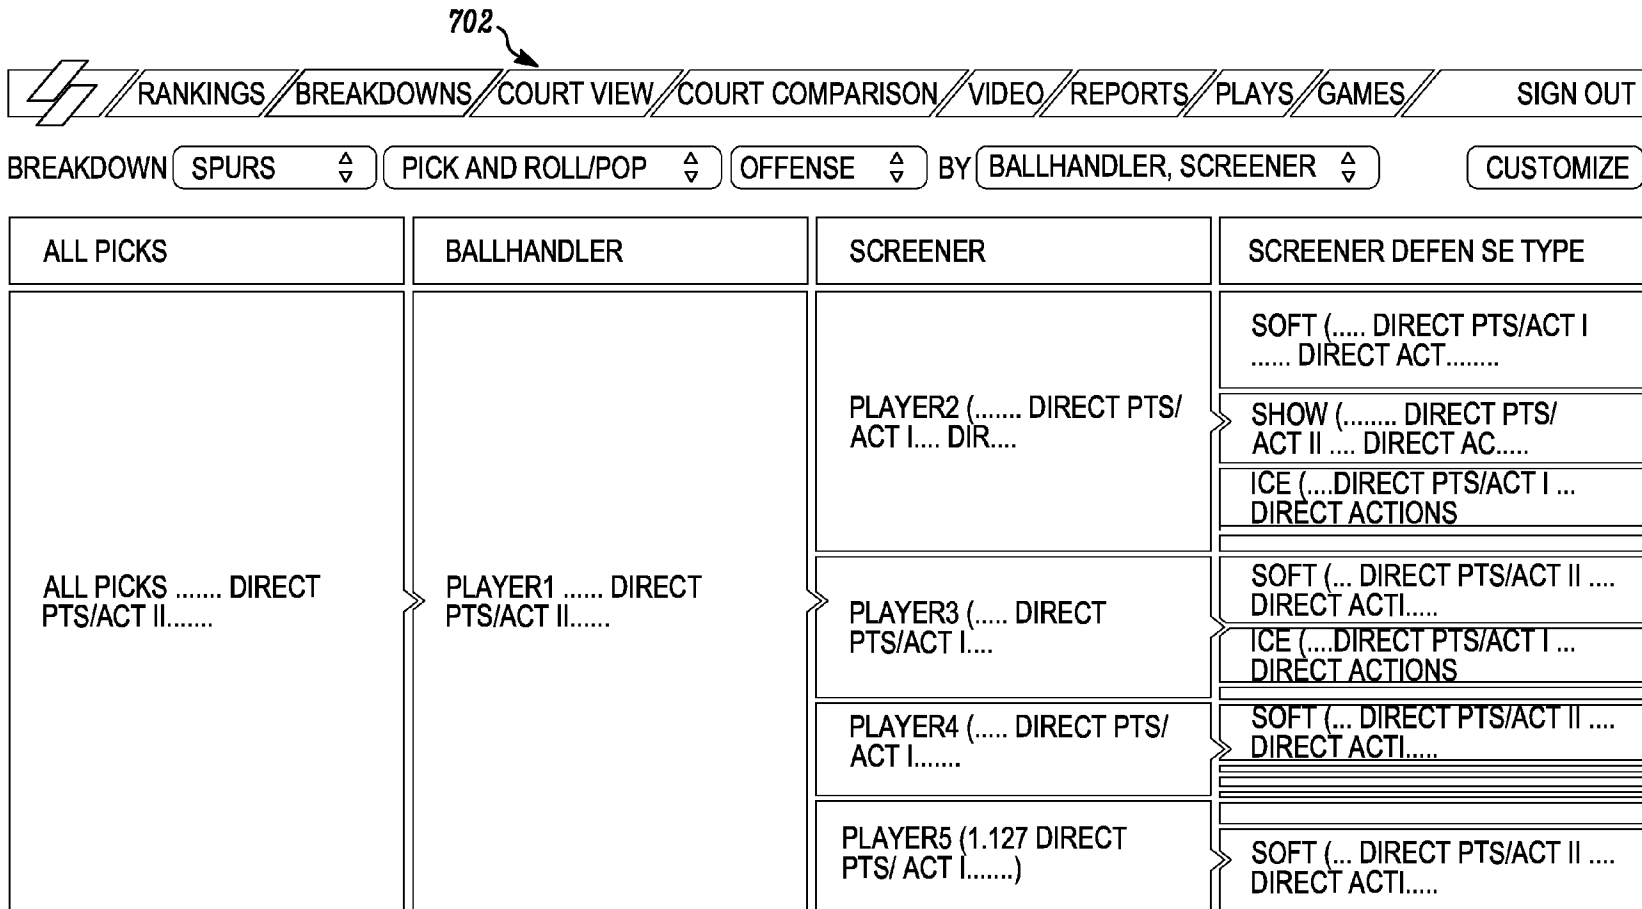 702
RANKINGS BREAKDOWNS COURT VIEW COURT COMPARISON VIDEO REPORTS PLAYS GAMES SIGN OUT
BREAKDOWN SPURS PICK AND ROLL/POP OFFENSE BY BALLHANDLER, SCREENER CUSTOMIZE
ALL PICKS
BALLHANDLER
SCREENER
SCREENER DEFEN SE TYPE
ALL PICKS ....... DIRECT
PTS/ACT II.......
PLAYER1 ...... DIRECT
PTS/ACT II......
PLAYER2 (....... DIRECT PTS/
ACT I.... DIR....
SOFT (..... DIRECT PTS/ACT I
...... DIRECT ACT........
SHOW (........ DIRECT PTS/
ACT II .... DIRECT AC.....
ICE (....DIRECT PTS/ACT I ...
DIRECT ACTIONS
PLAYER3 (..... DIRECT
PTS/ACT I....
SOFT (... DIRECT PTS/ACT II ....
DIRECT ACTI.....
ICE (....DIRECT PTS/ACT I ...
DIRECT ACTIONS
PLAYER4 (..... DIRECT PTS/
ACT I.......
SOFT (... DIRECT PTS/ACT II ....
DIRECT ACTI.....
PLAYER5 (1.127 DIRECT
PTS/ ACT I.......)
SOFT (... DIRECT PTS/ACT II ....
DIRECT ACTI.....